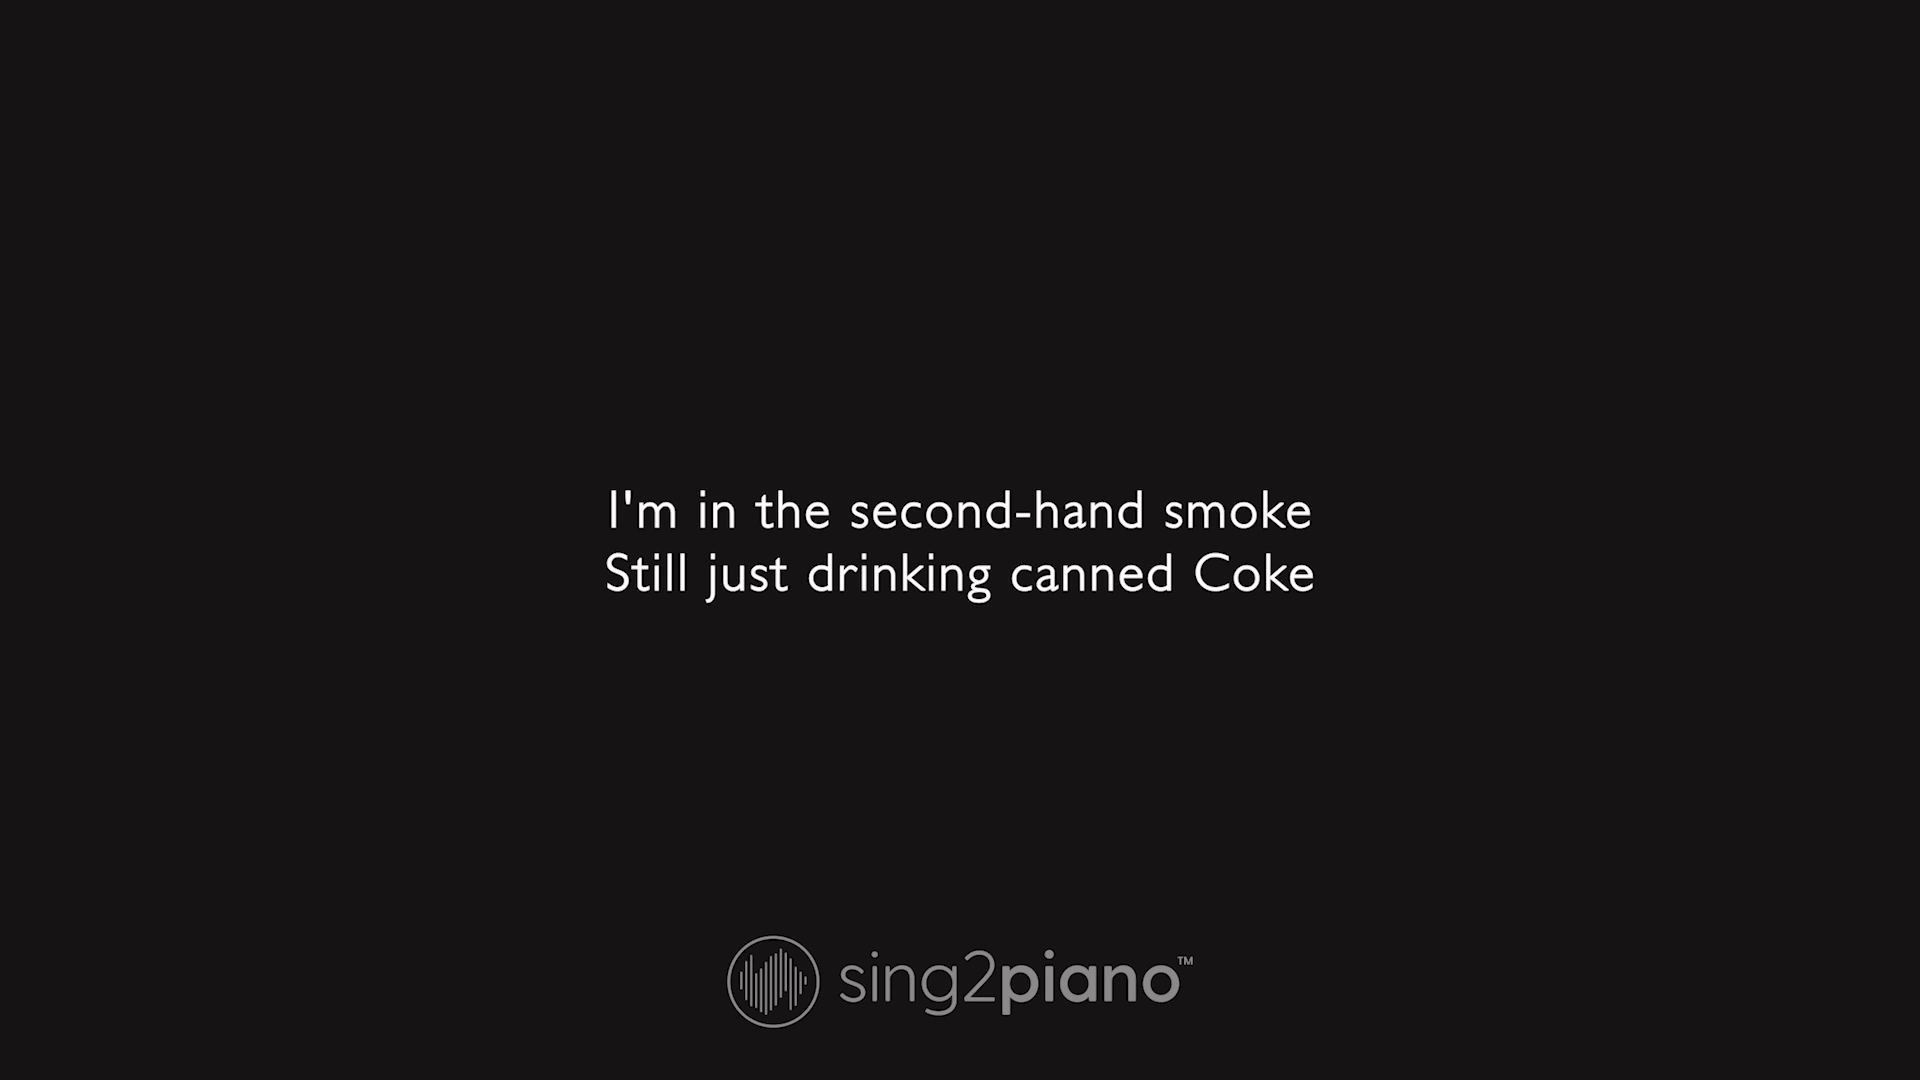 I'm in the second-hand smoke
Still just drinking canned Coke
sing2piano™